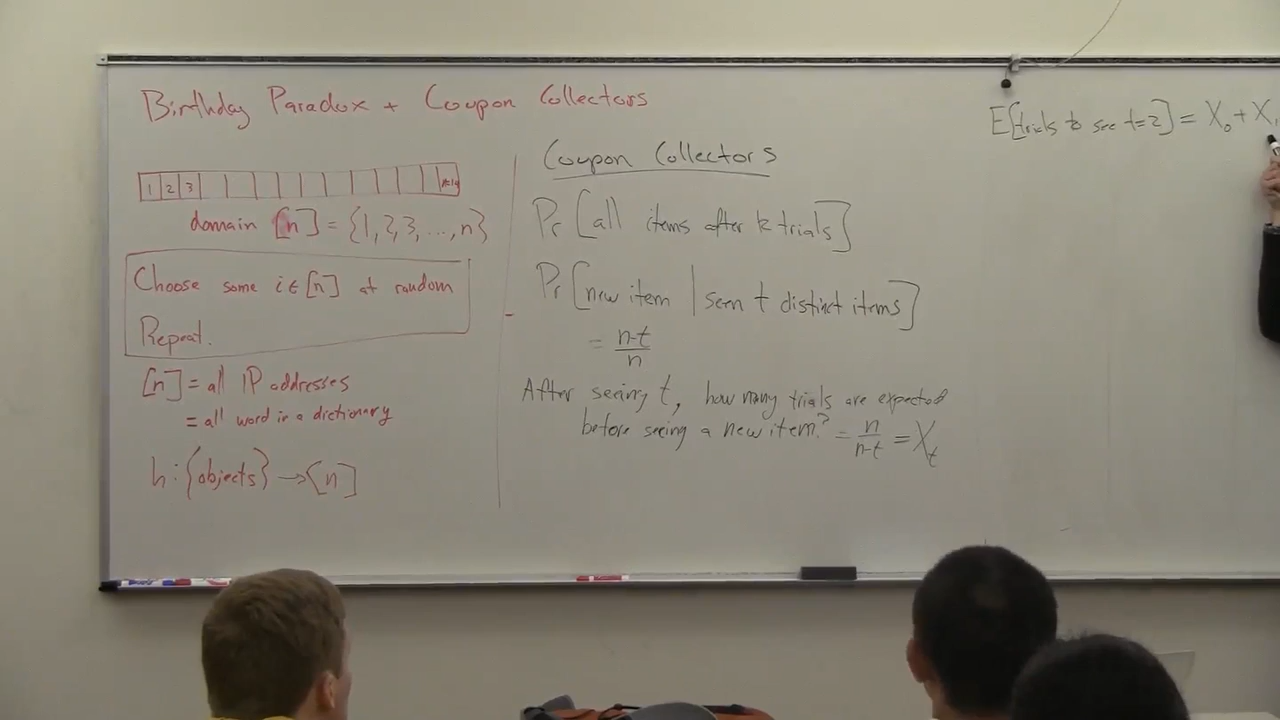 Birthday Paradox + Coupon Collectors
1 2 3
domain [n] = {1, 2, 3, ..., n}
Choose some i ∈ [n] at random
Repeat.
[n] = all IP addresses
= all word in a dictionary
h: {objects} → [n]
Coupon Collectors
Pr[all items after k trials]
Pr[new item | seen t distinct items]
= n-t/n
After seeing t, how many trials are expected
before seeing a new item? = n/n-t = X_t
E[trials to see t=2] = X_0 + X_1